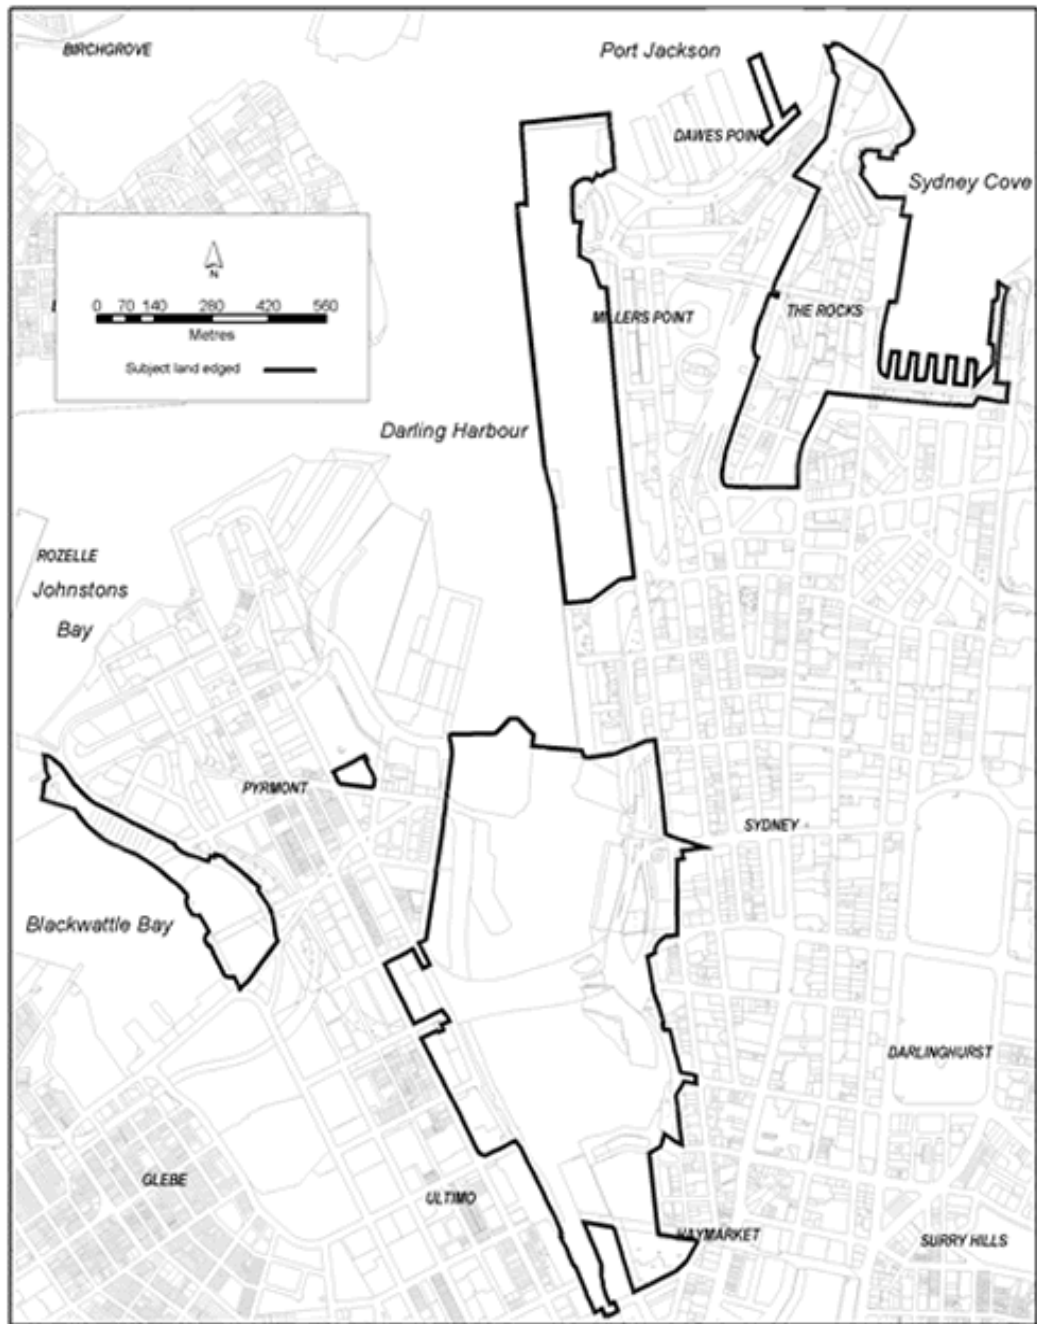 BIRCHGROVE
Port Jackson
DAWES POINT
Sydney Cove
N
0 70 140 280 420 560
Metres
Subject land edged
MILLERS POINT
THE ROCKS
Darling Harbour
ROZELLE
Johnstons
Bay
PYRMONT
SYDNEY
Blackwattle Bay
DARLINGHURST
GLEBE
ULTIMO
HAYMARKET
SURRY HILLS